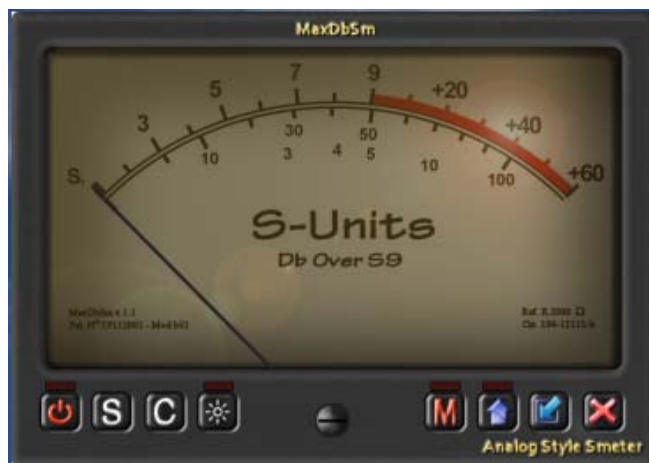 MaxDbSm
9
7 +20
5
3 30 50 +40
10 3 4 5 10 100
S. +60
S-Units
Db Over S9
S C M
Analog Style Smeter